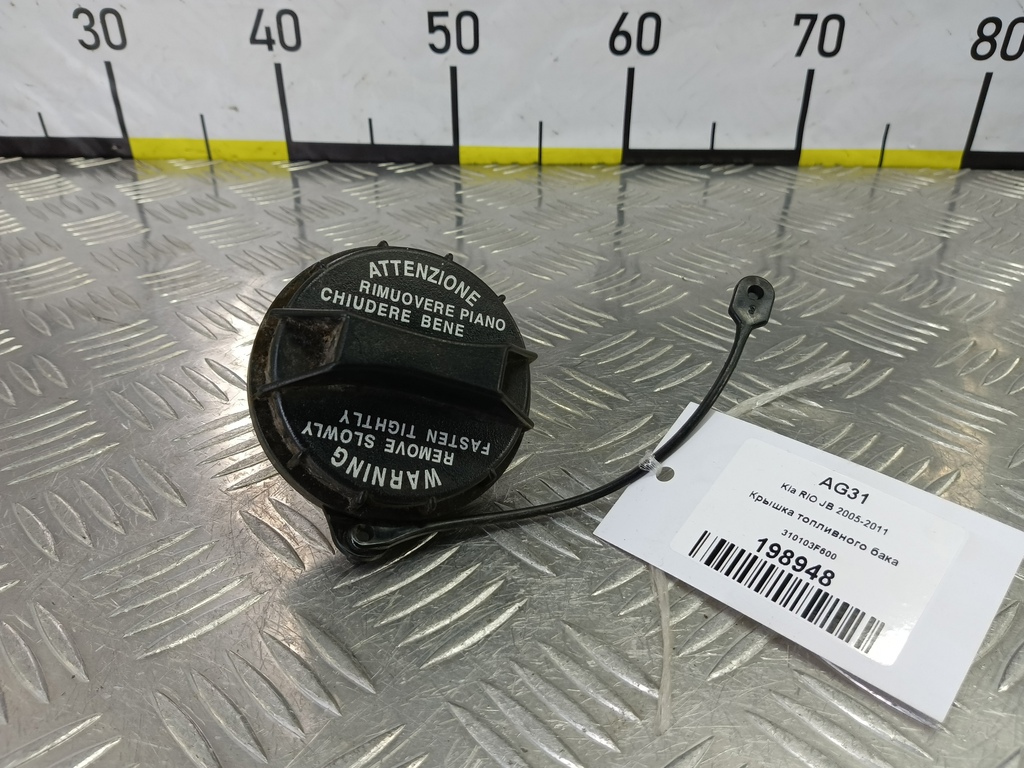 30 40 50 60 70 80
ATTENZIONE
RIMUOVERE PIANO
CHIUDERE BENE
WARNING
REMOVE SLOWLY
FASTEN TIGHTLY
AG31
Kia RIO JB 2005-2011
Крышка топливного бака
310103F600
198948